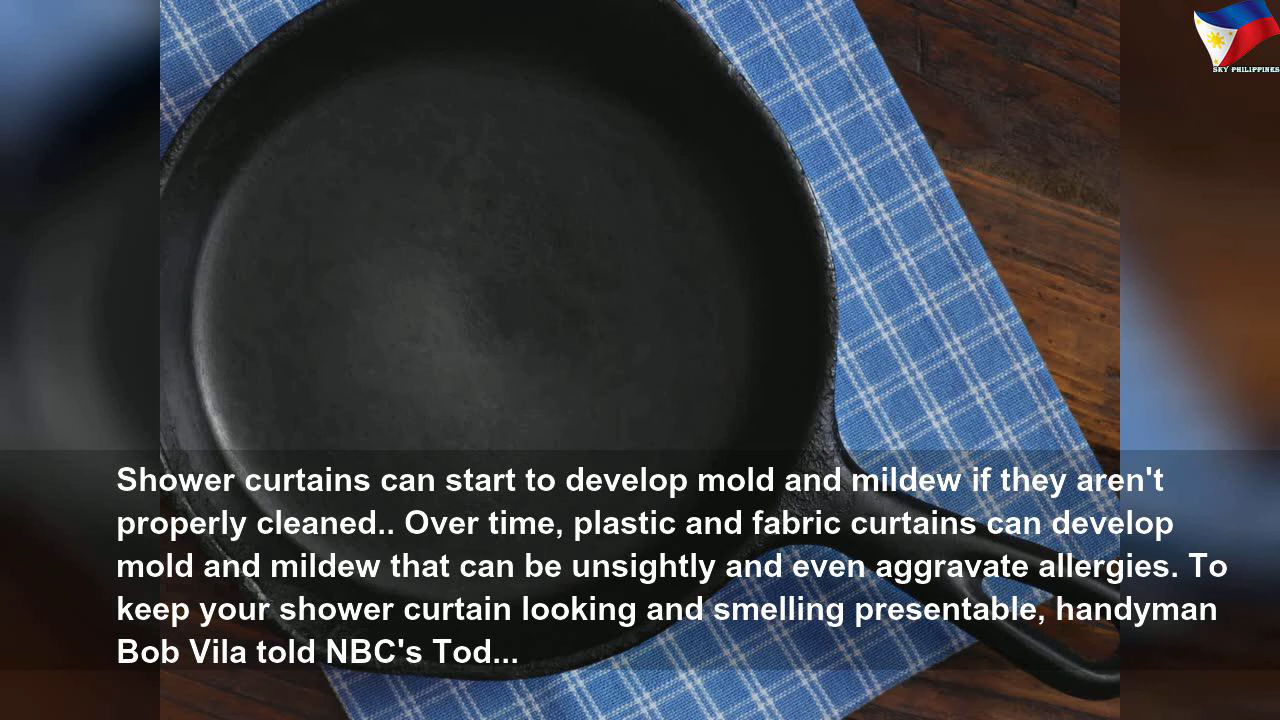 SKY PHILIPPINES
Shower curtains can start to develop mold and mildew if they aren't
properly cleaned.. Over time, plastic and fabric curtains can develop
mold and mildew that can be unsightly and even aggravate allergies. To
keep your shower curtain looking and smelling presentable, handyman
Bob Vila told NBC's Tod...